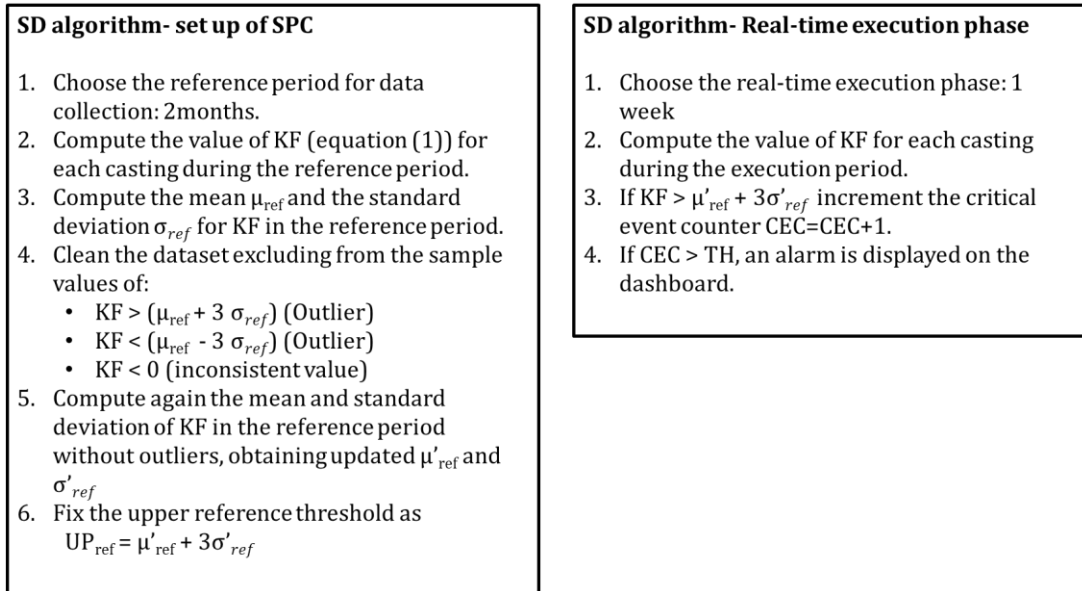 SD algorithm- set up of SPC
1. Choose the reference period for data
collection: 2months.
2. Compute the value of KF (equation (1)) for
each casting during the reference period.
3. Compute the mean μref and the standard
deviation σref for KF in the reference period.
4. Clean the dataset excluding from the sample
values of:
• KF > (μref + 3 σref) (Outlier)
• KF < (μref - 3 σref) (Outlier)
• KF < 0 (inconsistent value)
5. Compute again the mean and standard
deviation of KF in the reference period
without outliers, obtaining updated μ'ref and
σ'ref
6. Fix the upper reference threshold as
UPref = μ'ref + 3σ'ref
SD algorithm- Real-time execution phase
1. Choose the real-time execution phase: 1
week
2. Compute the value of KF for each casting
during the execution period.
3. If KF > μ'ref + 3σ'ref increment the critical
event counter CEC=CEC+1.
4. If CEC > TH, an alarm is displayed on the
dashboard.